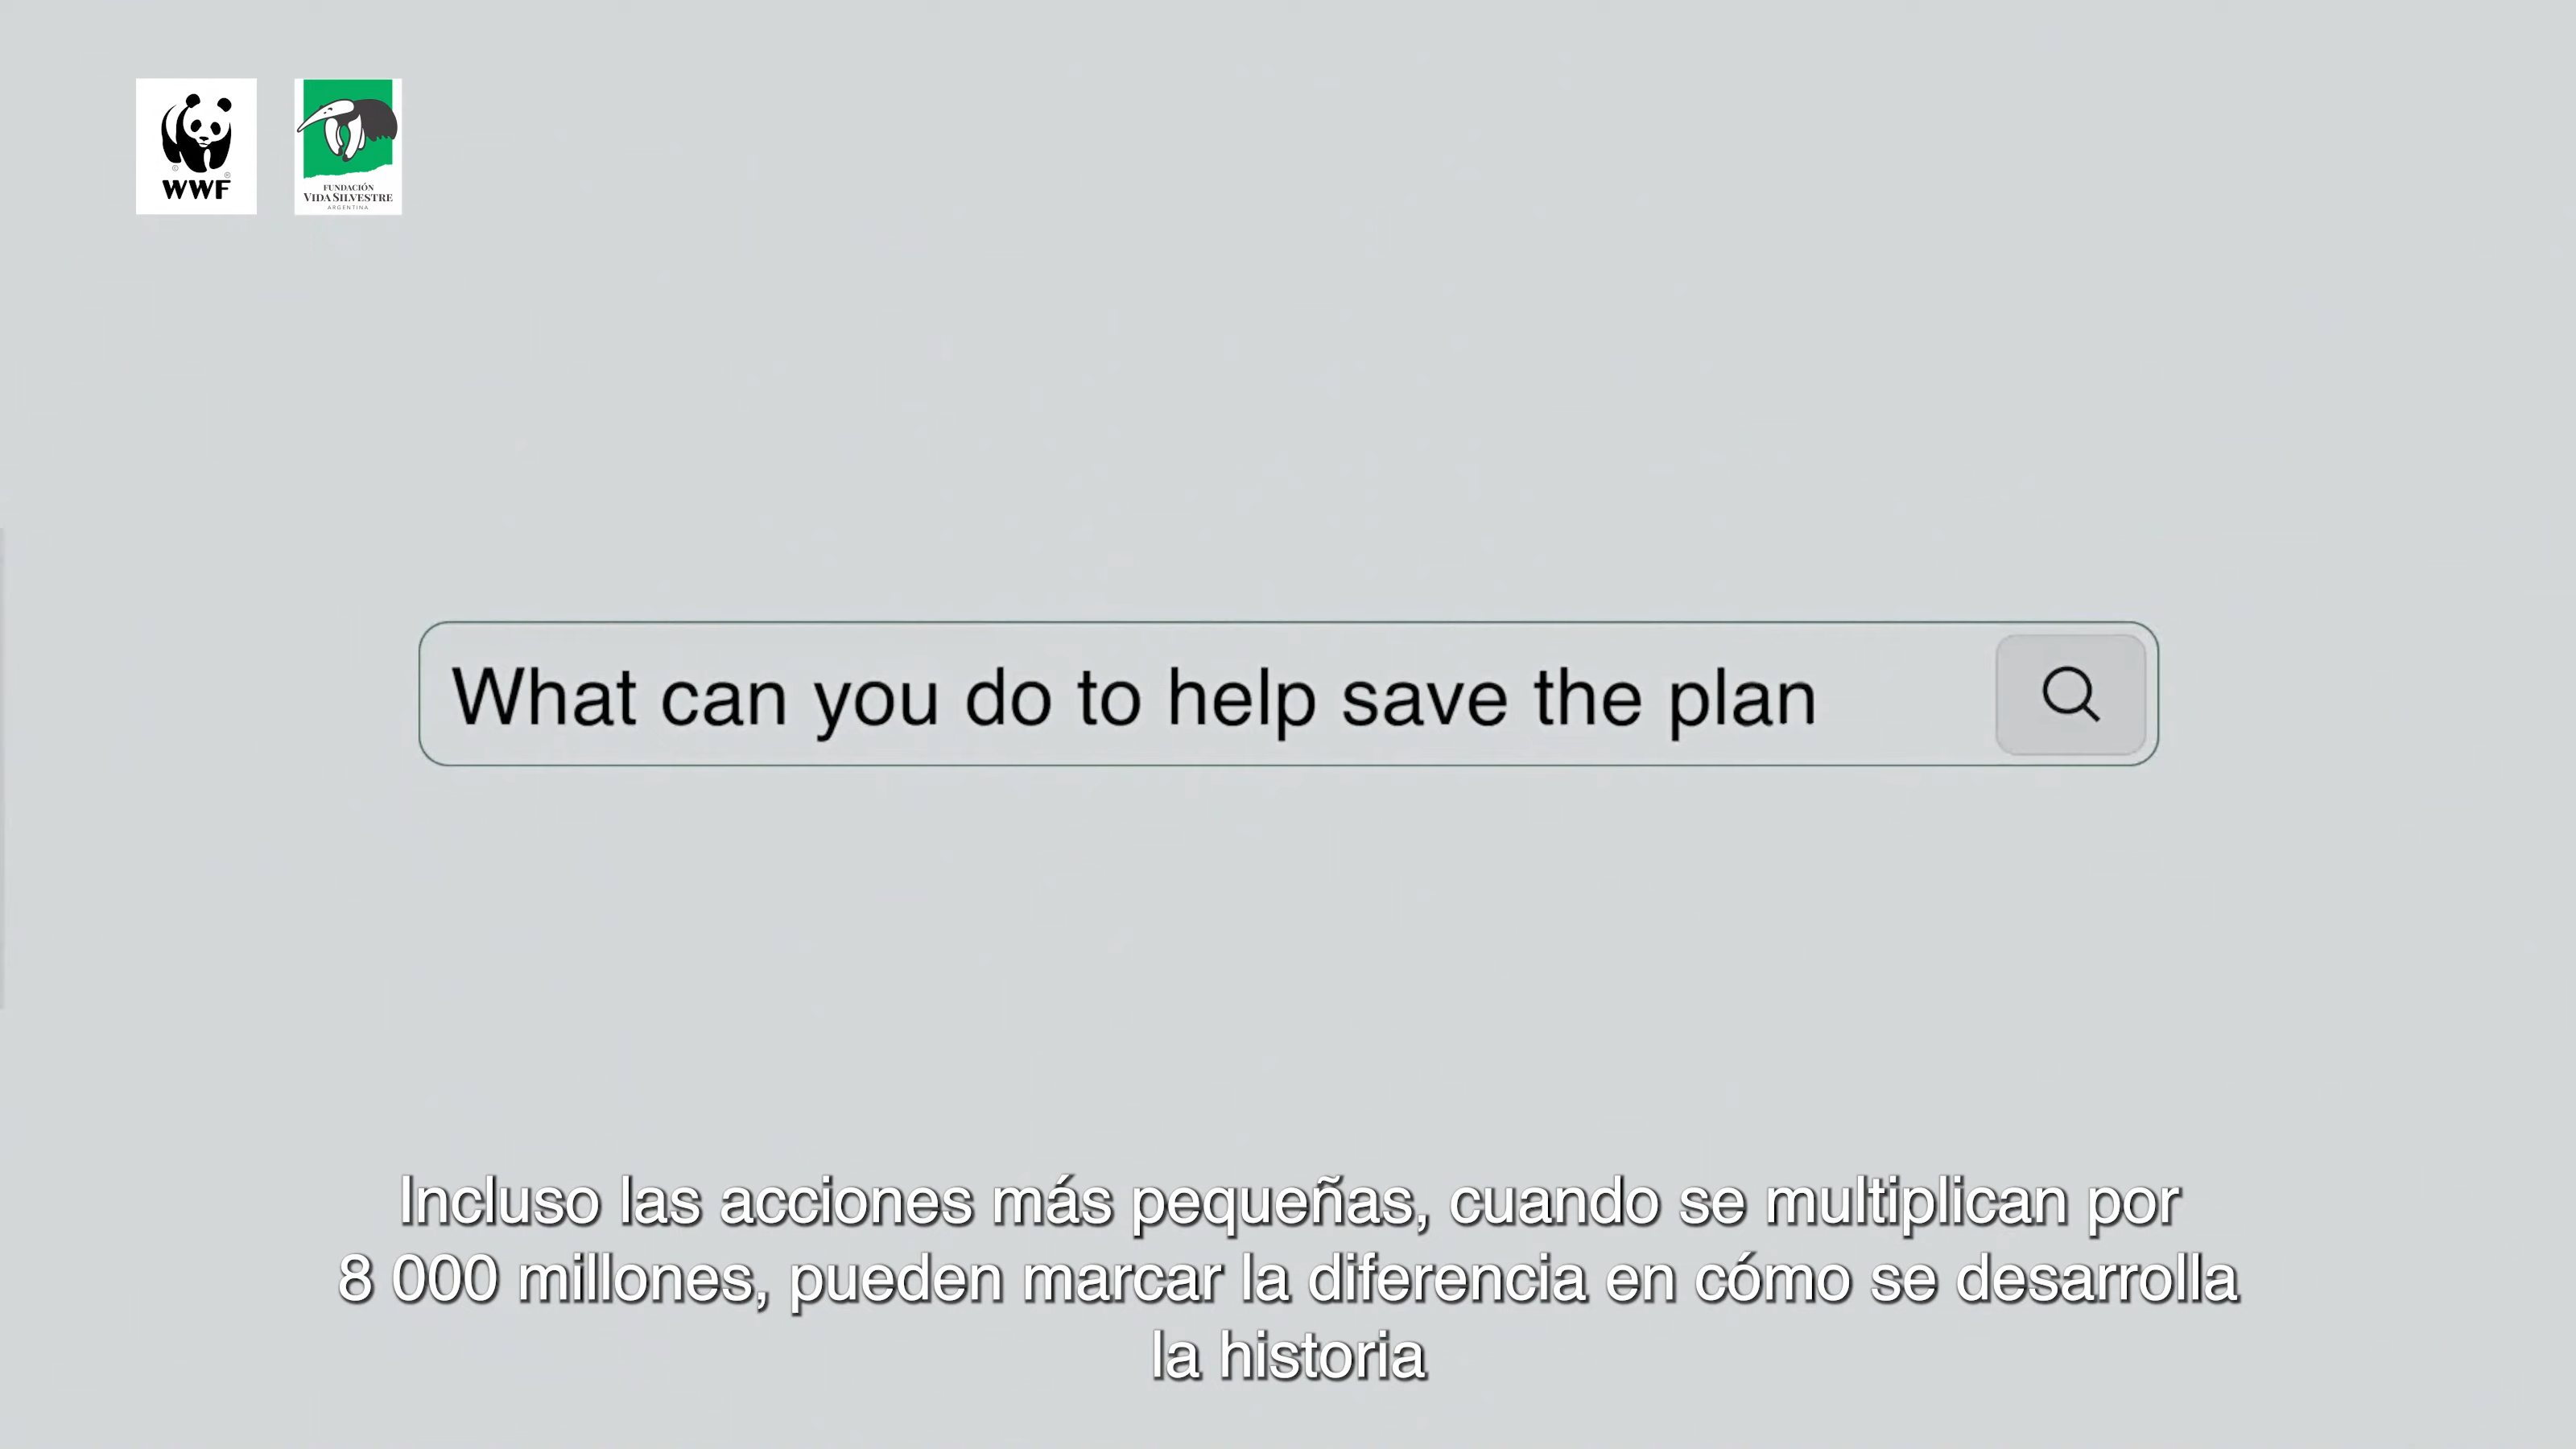 WWF
FUNDACIÓN
VIDA SILVESTRE
ARGENTINA
What can you do to help save the plan
Incluso las acciones más pequeñas, cuando se multiplican por
8 000 millones, pueden marcar la diferencia en cómo se desarrolla
la historia